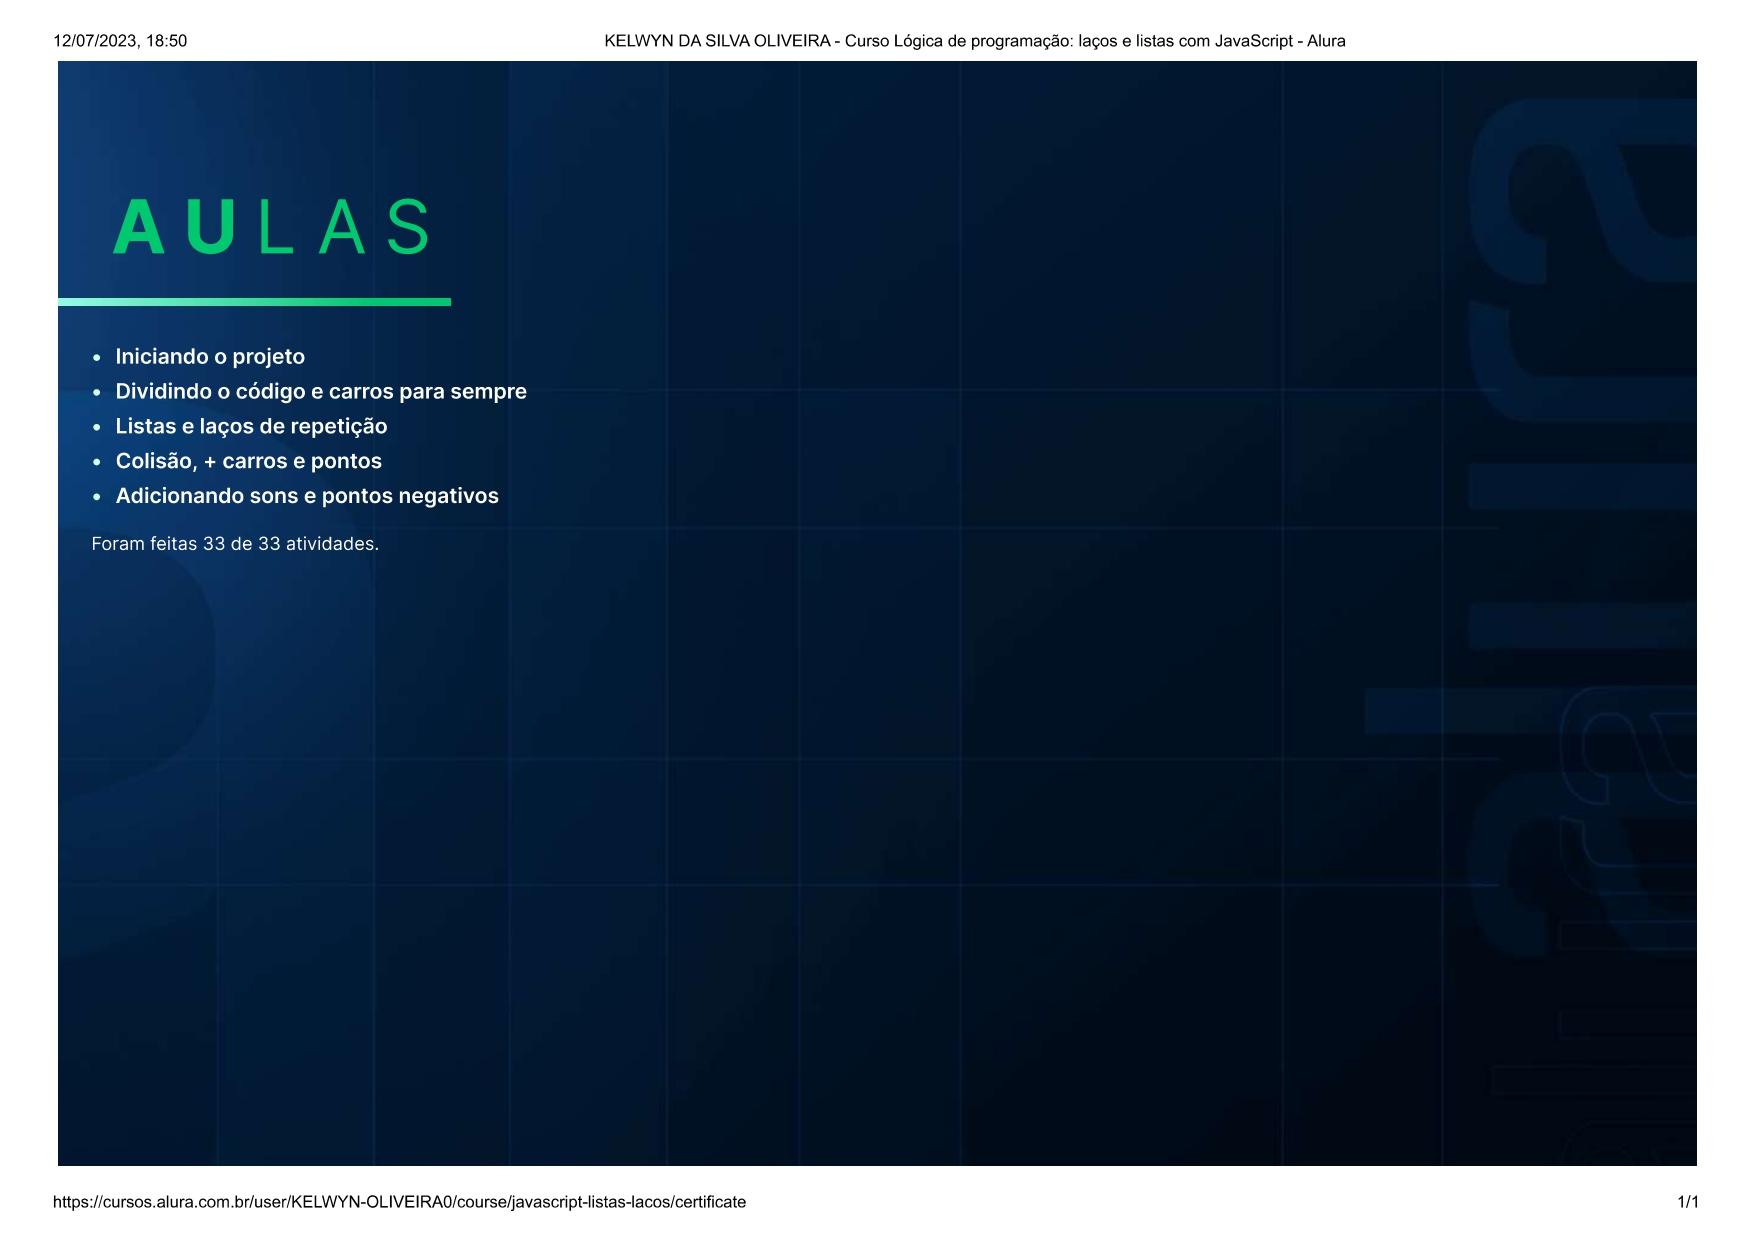 12/07/2023, 18:50
KELWYN DA SILVA OLIVEIRA - Curso Lógica de programação: laços e listas com JavaScript - Alura
AULAS
• Iniciando o projeto
• Dividindo o código e carros para sempre
• Listas e laços de repetição
• Colisão, + carros e pontos
• Adicionando sons e pontos negativos
Foram feitas 33 de 33 atividades.
alura
alura
https://cursos.alura.com.br/user/KELWYN-OLIVEIRA0/course/javascript-listas-lacos/certificate
1/1